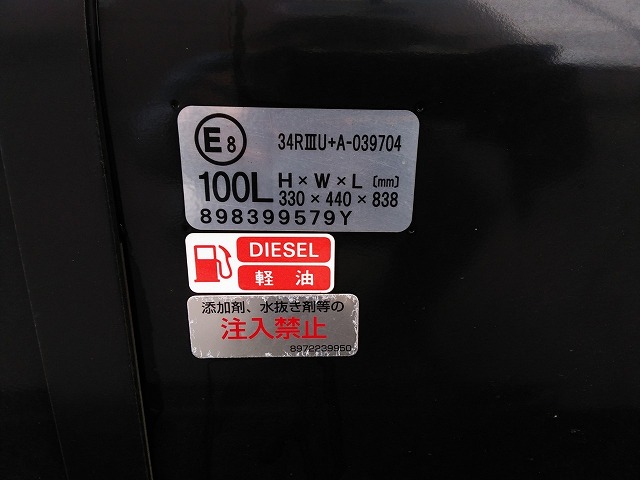 E8
34RⅢU+A-039704
100L
H×W×L [mm]
330×440×838
898399579Y
DIESEL
軽油
添加剤、水抜き剤等の
注入禁止
8972239950